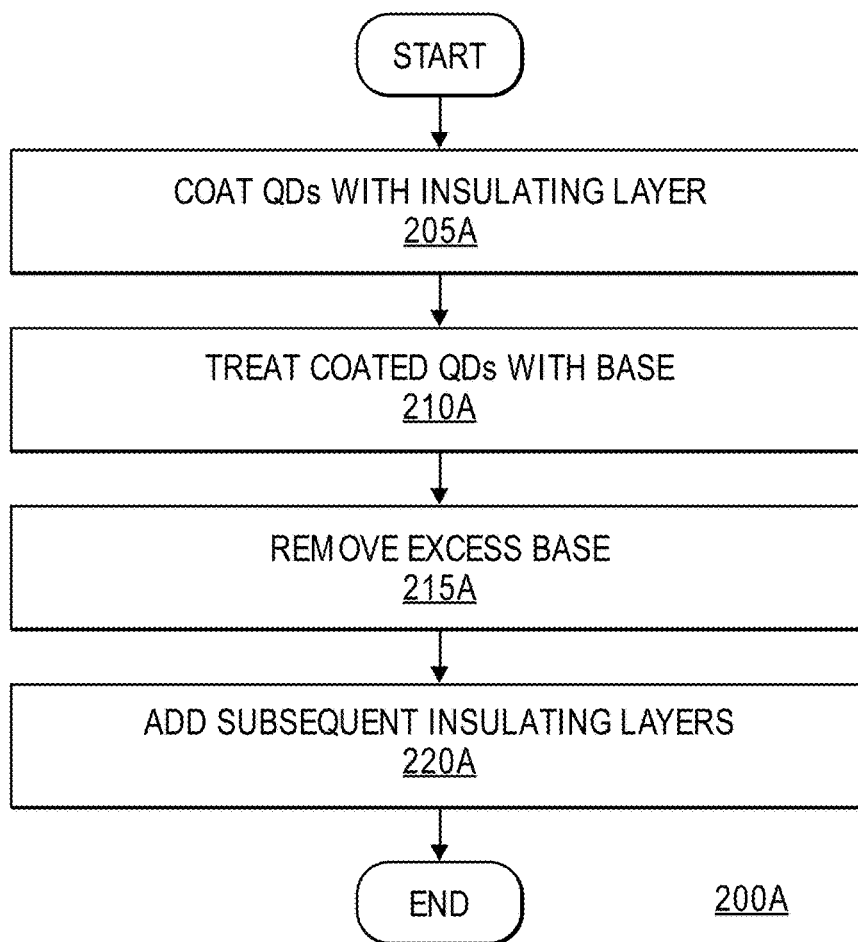 START
COAT QDs WITH INSULATING LAYER
205A
TREAT COATED QDs WITH BASE
210A
REMOVE EXCESS BASE
215A
ADD SUBSEQUENT INSULATING LAYERS
220A
END
200A